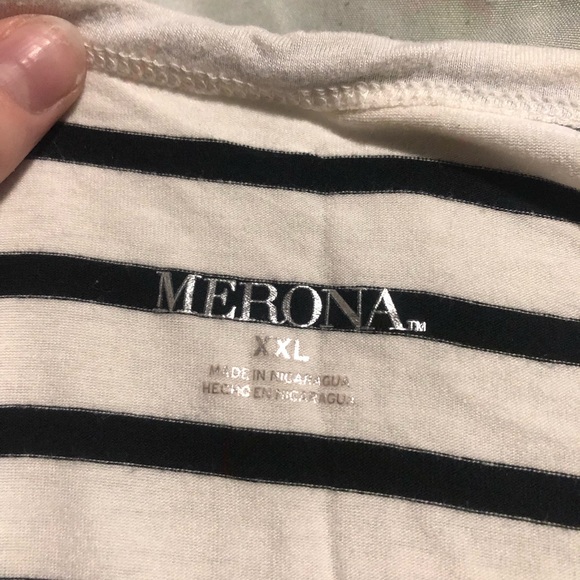 MERONA™
XXL
MADE IN NICARAGUA
HECHO EN NICARAGUA